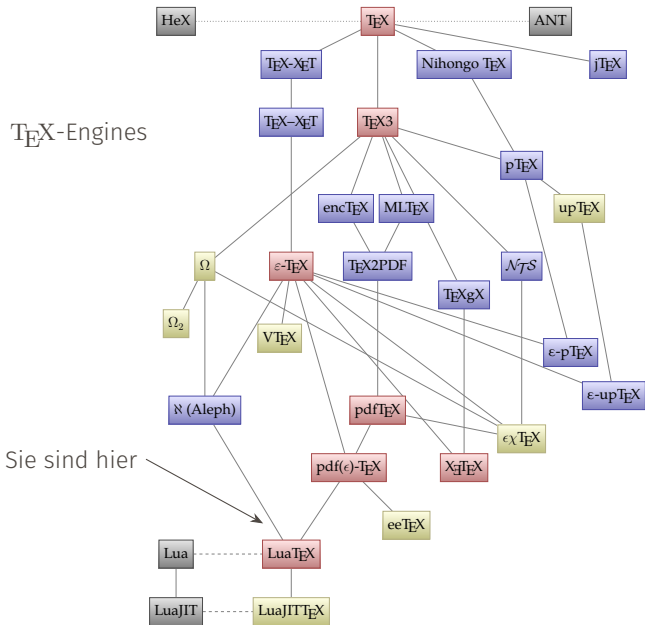 HeX TEX ANT
TEX-XET Nihongo TEX jTEX
TEX-Engines
TEX--XET TEX3
pTEX
encTEX MLTEX upTEX
Ω ε-TEX TEX2PDF NTS
TEXgX
Ω₂
VTEX
ε-pTEX
ε-upTEX
ℵ (Aleph) pdfTEX
ϵχTEX
Sie sind hier
pdf(ϵ)-TEX XƎTEX
eeTEX
Lua LuaTEX
LuaJIT LuaJITTEX